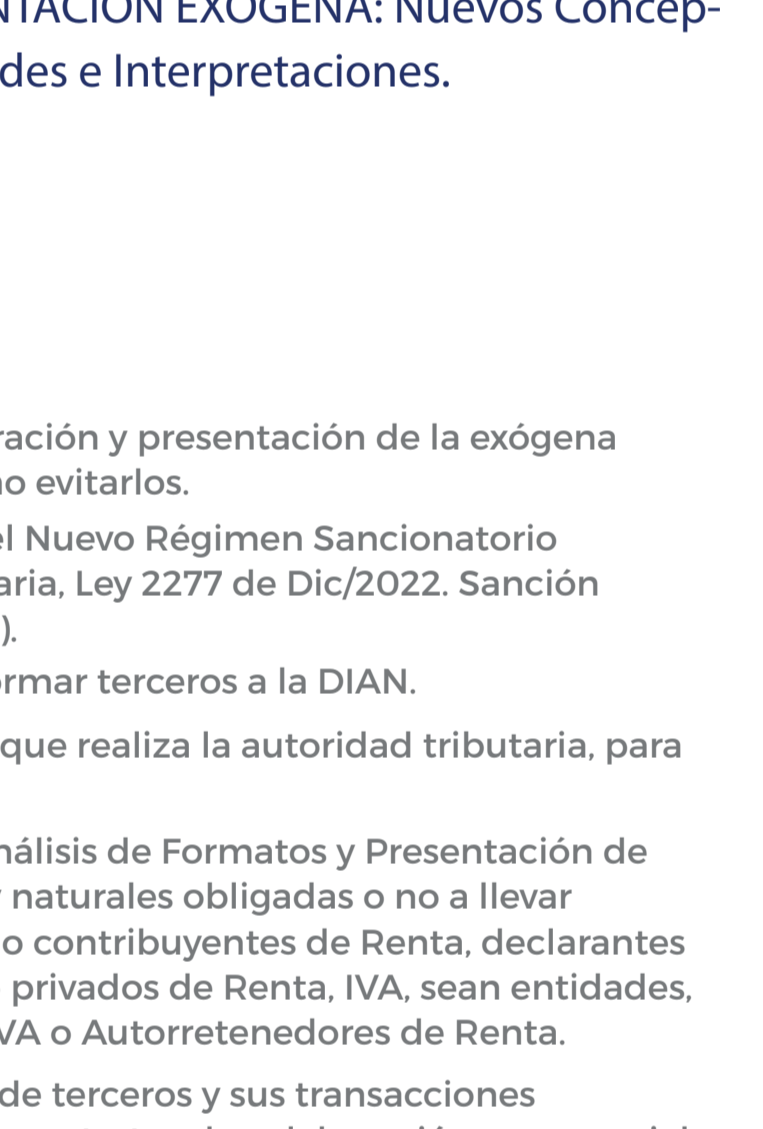 NTACIÓN EXÓGENA: Nuevos Concep-
des e Interpretaciones.
ración y presentación de la exógena
no evitarlos.
el Nuevo Régimen Sancionatorio
aria, Ley 2277 de Dic/2022. Sanción
).
ormar terceros a la DIAN.
que realiza la autoridad tributaria, para
nálisis de Formatos y Presentación de
y naturales obligadas o no a llevar
o contribuyentes de Renta, declarantes
privados de Renta, IVA, sean entidades,
VA o Autorretenedores de Renta.
de terceros y sus transacciones